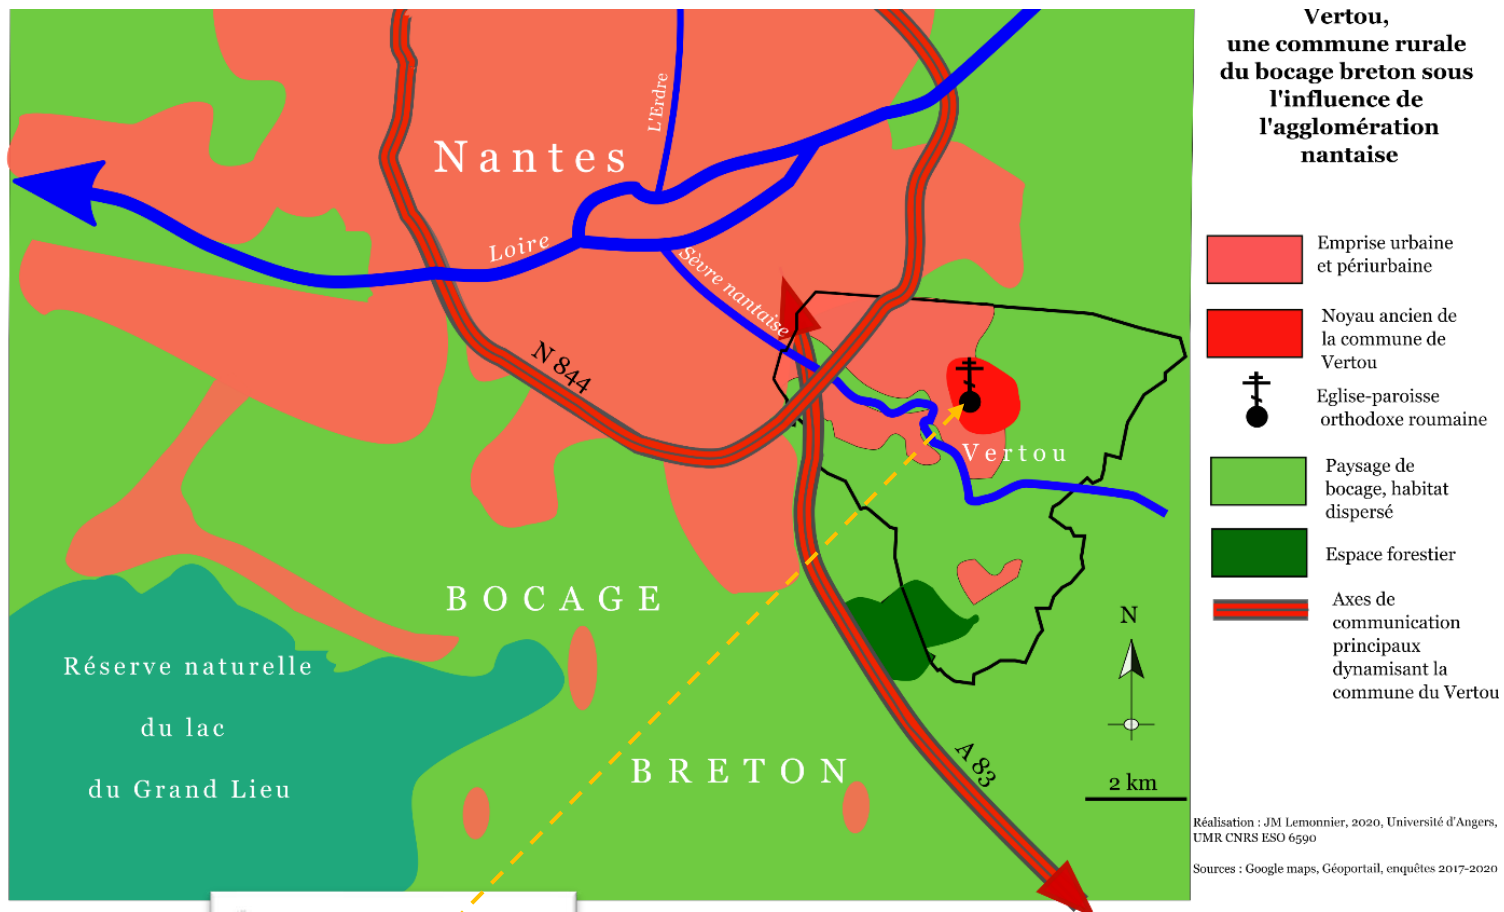 Vertou,
une commune rurale
du bocage breton sous
l'influence de
l'agglomération
nantaise
L'Erdre
Nantes
Loire
Sèvre nantaise
N 844
Vertou
BOCAGE
BRETON
Réserve naturelle
du lac
du Grand Lieu
A 83
N
2 km
Emprise urbaine
et périurbaine
Noyau ancien de
la commune de
Vertou
Eglise-paroisse
orthodoxe roumaine
Paysage de
bocage, habitat
dispersé
Espace forestier
Axes de
communication
principaux
dynamisant la
commune du Vertou
Réalisation : JM Lemonnier, 2020, Université d'Angers,
UMR CNRS ESO 6590
Sources : Google maps, Géoportail, enquêtes 2017-2020